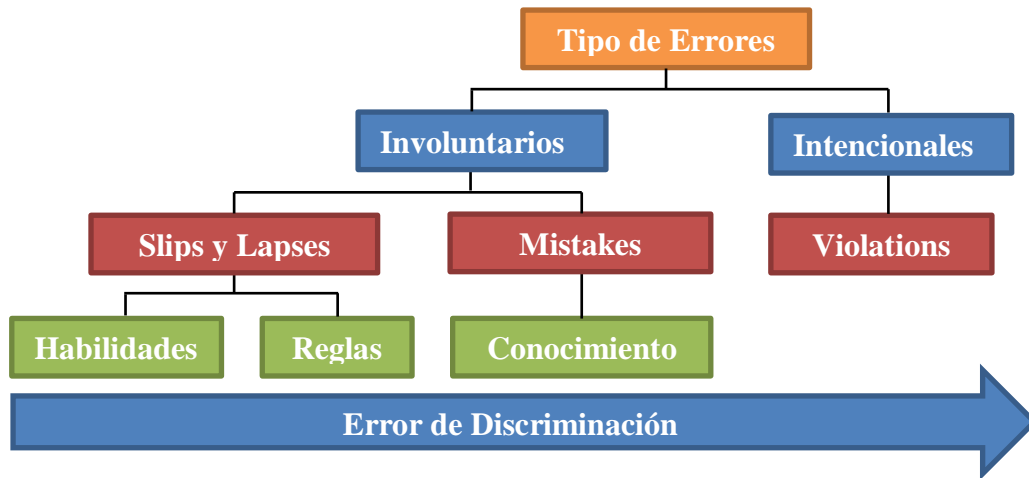 Tipo de Errores
Involuntarios
Intencionales
Slips y Lapses
Mistakes
Violations
Habilidades
Reglas
Conocimiento
Error de Discriminación